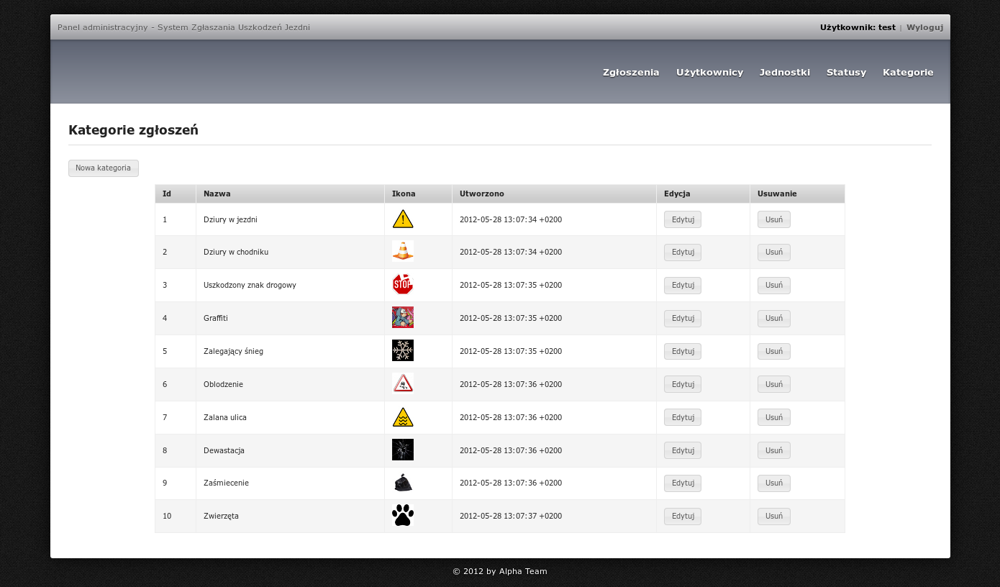 Panel administracyjny - System Zgłaszania Uszkodzeń Jezdni Użytkownik: test | Wyloguj
Zgłoszenia Użytkownicy Jednostki Statusy Kategorie
Kategorie zgłoszeń
Nowa kategoria
Id Nazwa Ikona Utworzono Edycja Usuwanie
1 Dziury w jezdni ! 2012-05-28 13:07:34 +0200 Edytuj Usuń
2 Dziury w chodniku 2012-05-28 13:07:34 +0200 Edytuj Usuń
3 Uszkodzony znak drogowy STOP 2012-05-28 13:07:35 +0200 Edytuj Usuń
4 Graffiti 2012-05-28 13:07:35 +0200 Edytuj Usuń
5 Zalegający śnieg 2012-05-28 13:07:35 +0200 Edytuj Usuń
6 Oblodzenie 2012-05-28 13:07:36 +0200 Edytuj Usuń
7 Zalana ulica 2012-05-28 13:07:36 +0200 Edytuj Usuń
8 Dewastacja 2012-05-28 13:07:36 +0200 Edytuj Usuń
9 Zaśmiecenie 2012-05-28 13:07:36 +0200 Edytuj Usuń
10 Zwierzęta 2012-05-28 13:07:37 +0200 Edytuj Usuń
© 2012 by Alpha Team